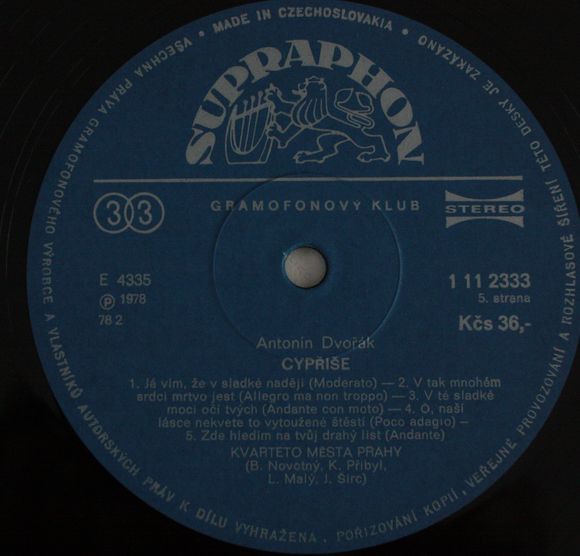 VŠECHNA PRÁVA GRAMOFONOVÉHO VÝROBCE A VLASTNÍKŮ AUTORSKÝCH PRÁV K DÍLU VYHRAŽENA. POŘIZOVÁNÍ KOPIÍ, VEŘEJNÉ PROVOZOVÁNÍ A ROZHLASOVÉ ŠÍŘENÍ TÉTO DESKY JE ZAKÁZÁNO • MADE IN CZECHOSLOVAKIA •
SUPRAPHON
33
GRAMOFONOVÝ KLUB
STEREO
E 4335
Ⓟ 1978
78 2
1 11 2333
5. strana
Kčs 36,-
Antonín Dvořák
CYPŘIŠE
1. Já vím, že v sladké naději (Moderato) — 2. V tak mnohém
srdci mrtvo jest (Allegro ma non troppo) — 3. V té sladké
moci očí tvých (Andante con moto) — 4. Ó, naší
lásce nekvete to vytoužené štěstí (Poco adagio) –
5. Zde hledím na tvůj drahý list (Andante)
KVARTETO MĚSTA PRAHY
(B. Novotný, K. Přibyl,
L. Malý, J. Šírc)